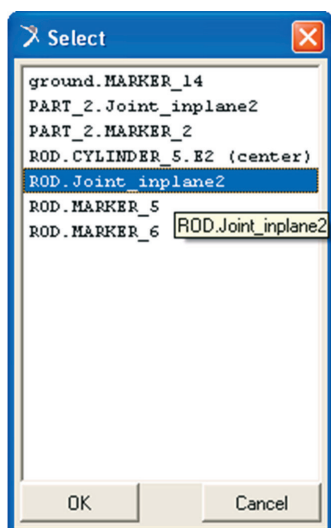 Select
ground.MARKER_14
PART_2.Joint_inplane2
PART_2.MARKER_2
ROD.CYLINDER_5.E2 (center)
ROD.Joint_inplane2
ROD.MARKER_5
ROD.MARKER_6
ROD.Joint_inplane2
OK
Cancel